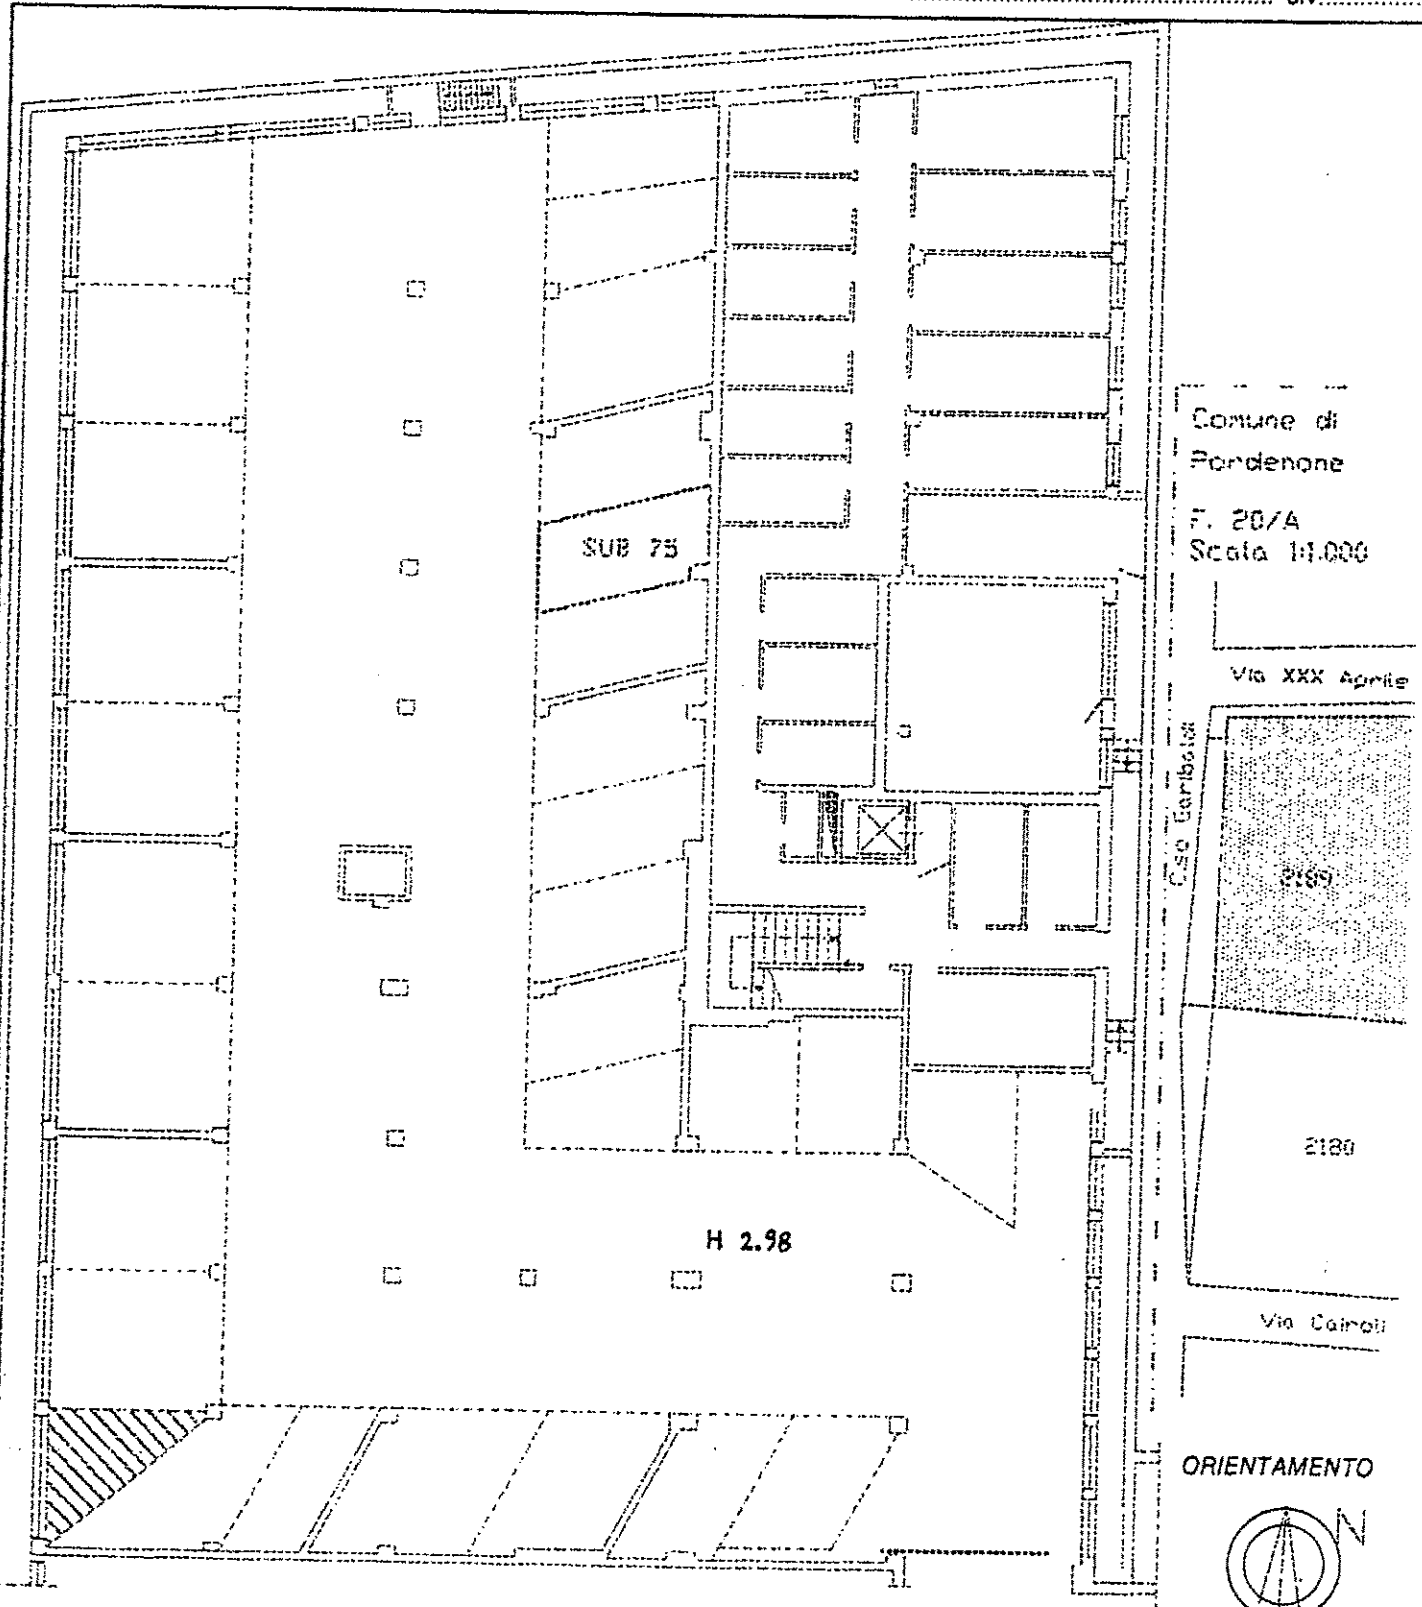 Comune di
Pordenone
F. 20/A
Scala 1:1.000
SUB 75
Via XXX Aprile
C.so Garibaldi
2189
2180
H 2.98
Via Cairoli
ORIENTAMENTO
N